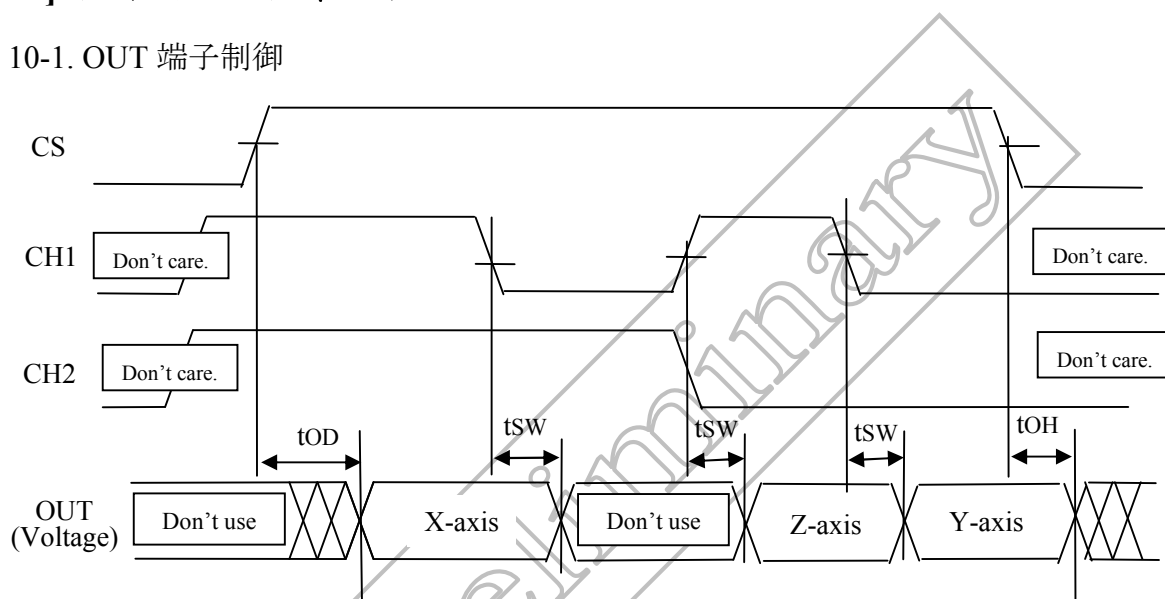 10-1. OUT 端子制御
CS
CH1
Don't care.
Don't care.
CH2
Don't care.
Don't care.
tOD
tSW
tSW
tSW
tOH
OUT
(Voltage)
Don't use
X-axis
Don't use
Z-axis
Y-axis
Preliminary